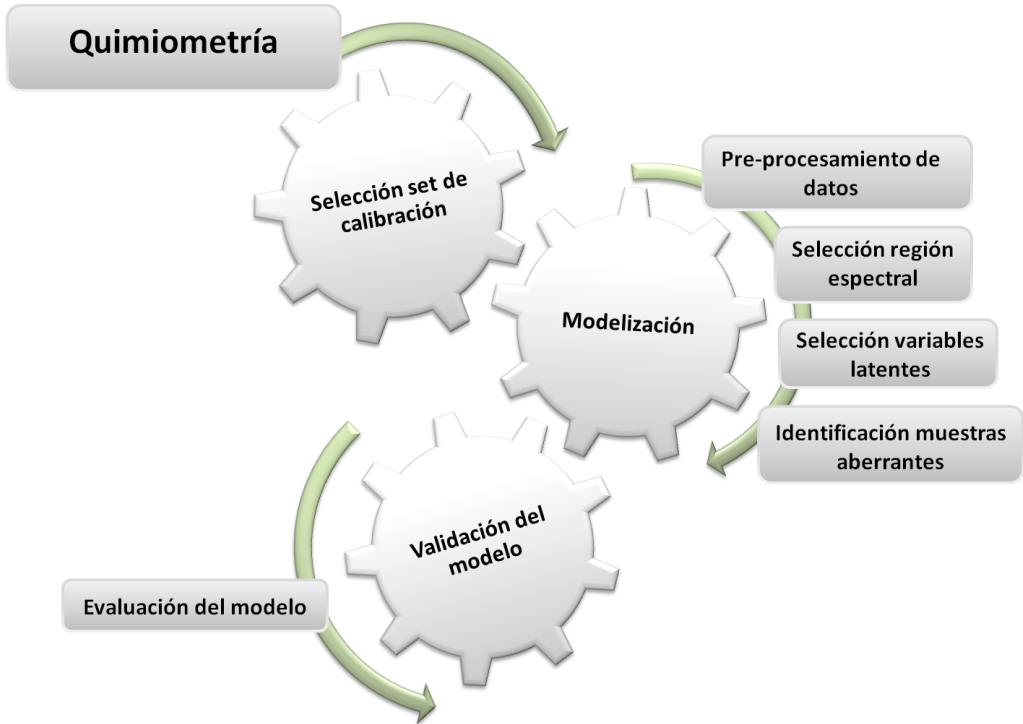 Quimiometría
Selección set de
calibración
Pre-procesamiento de
datos
Selección región
espectral
Modelización
Selección variables
latentes
Identificación muestras
aberrantes
Validación del
modelo
Evaluación del modelo